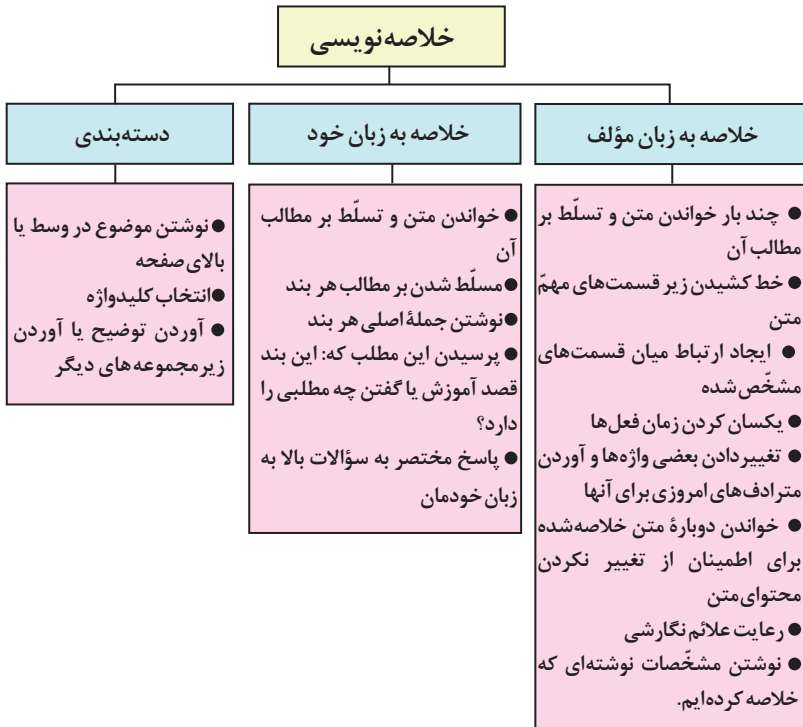 خلاصه‌نویسی
خلاصه به زبان مؤلف
● چند بار خواندن متن و تسلّط بر
مطالب آن
● خط کشیدن زیر قسمت‌های مهمّ
متن
● ایجاد ارتباط میان قسمت‌های
مشخّص‌شده
● یکسان کردن زمان فعل‌ها
● تغییردادن بعضی واژه‌ها و آوردن
مترادف‌های امروزی برای آنها
● خواندن دوبارهٔ متن خلاصه‌شده
برای اطمینان از تغییر نکردن
محتوای متن
● رعایت علائم نگارشی
● نوشتن مشخّصات نوشته‌ای که
خلاصه کرده‌ایم.
خلاصه به زبان خود
● خواندن متن و تسلّط بر مطالب
آن
● مسلّط شدن بر مطالب هر بند
● نوشتن جملهٔ اصلی هر بند
● پرسیدن این مطلب که: این بند
قصد آموزش یا گفتن چه مطلبی را
دارد؟
● پاسخ مختصر به سؤالات بالا به
زبان خودمان
دسته‌بندی
● نوشتن موضوع در وسط یا
بالای صفحه
● انتخاب کلیدواژه
● آوردن توضیح یا آوردن
زیرمجموعه‌های دیگر